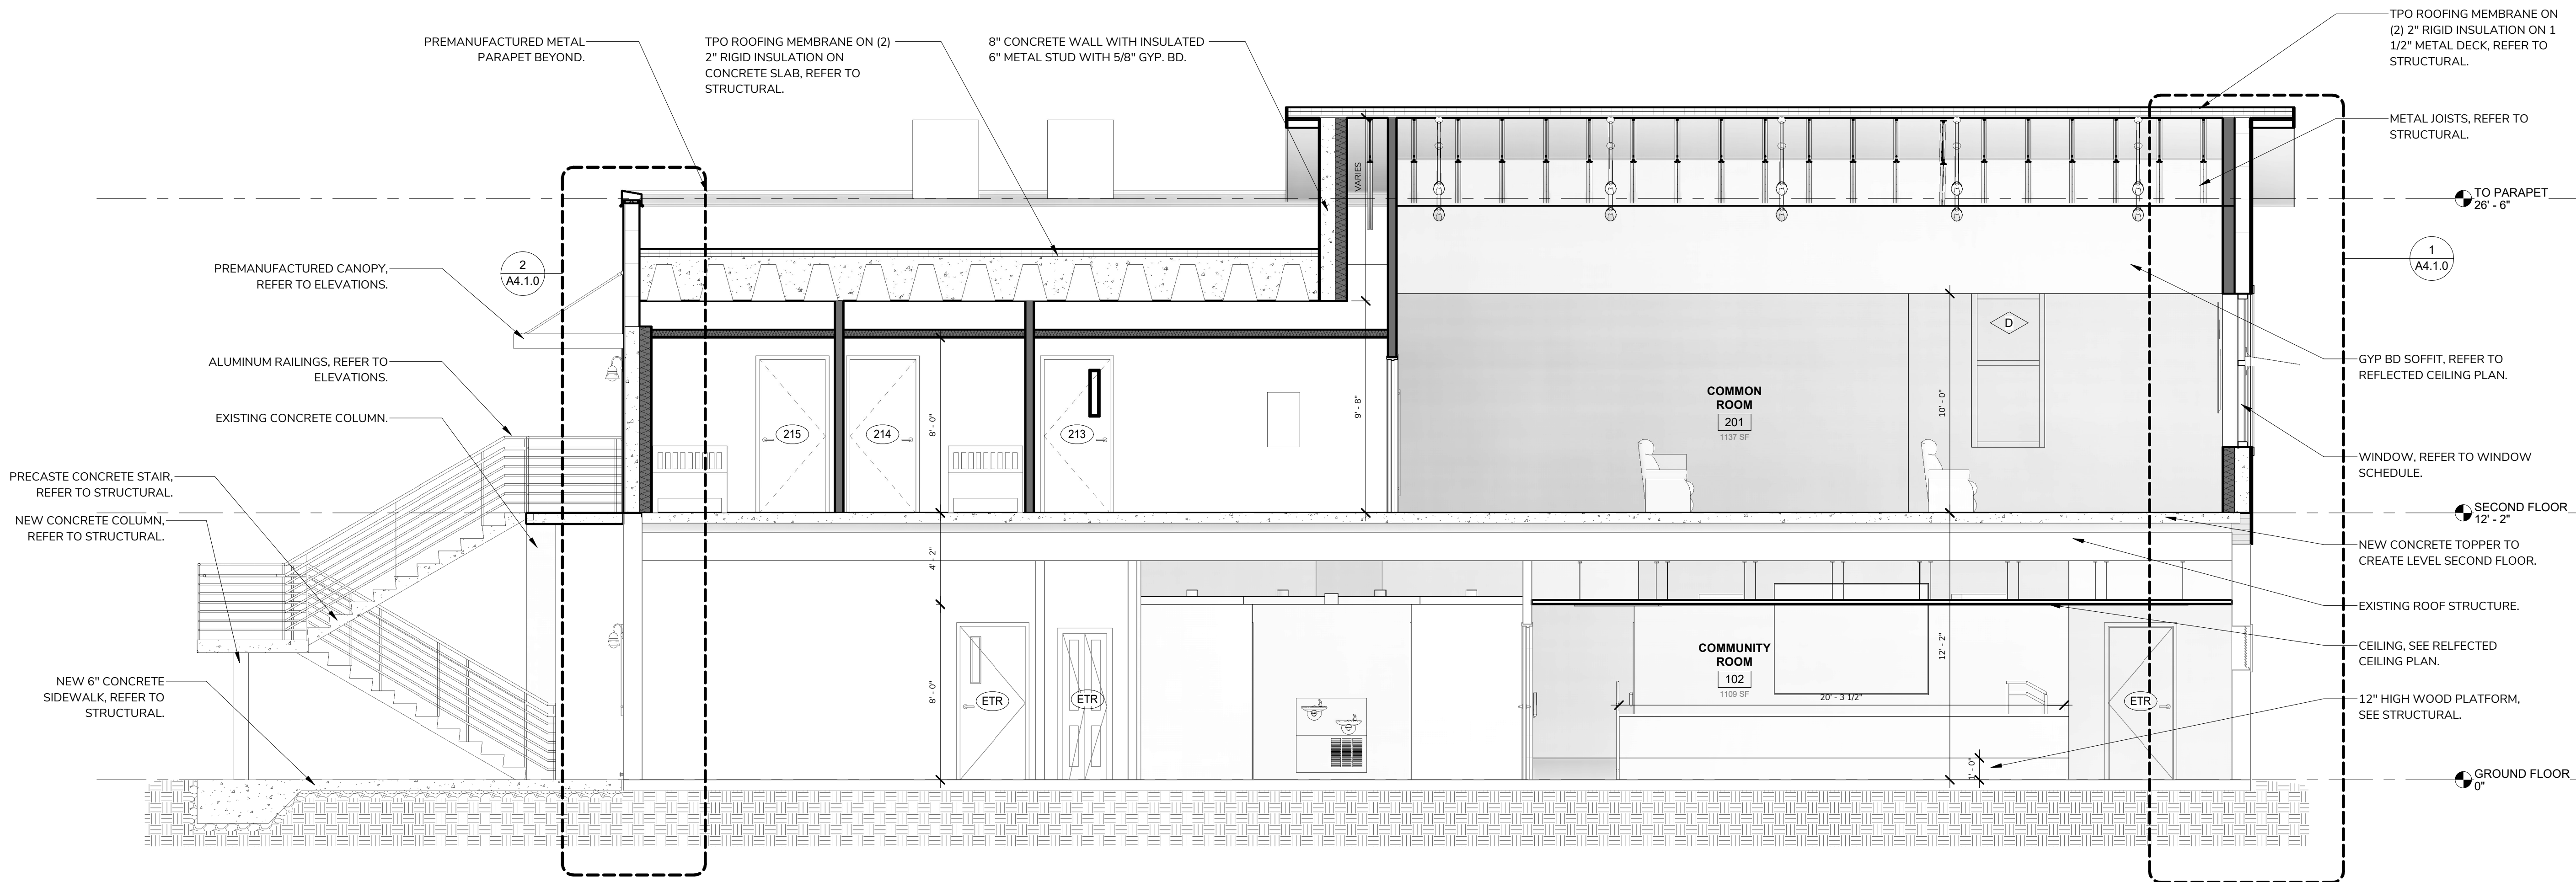 PREMANUFACTURED METAL
PARAPET BEYOND.
TPO ROOFING MEMBRANE ON (2)
2" RIGID INSULATION ON
CONCRETE SLAB, REFER TO
STRUCTURAL.
8" CONCRETE WALL WITH INSULATED
6" METAL STUD WITH 5/8" GYP. BD.
TPO ROOFING MEMBRANE ON
(2) 2" RIGID INSULATION ON 1
1/2" METAL DECK, REFER TO
STRUCTURAL.
METAL JOISTS, REFER TO
STRUCTURAL.
VARIES
TO PARAPET
26' - 6"
PREMANUFACTURED CANOPY,
REFER TO ELEVATIONS.
2
A4.1.0
1
A4.1.0
D
ALUMINUM RAILINGS, REFER TO
ELEVATIONS.
GYP BD SOFFIT, REFER TO
REFLECTED CEILING PLAN.
EXISTING CONCRETE COLUMN.
215
214
8' - 0"
213
9' - 8"
COMMON
ROOM
201
1137 SF
10' - 0"
WINDOW, REFER TO WINDOW
SCHEDULE.
PRECASTE CONCRETE STAIR,
REFER TO STRUCTURAL.
NEW CONCRETE COLUMN,
REFER TO STRUCTURAL.
SECOND FLOOR
12' - 2"
NEW CONCRETE TOPPER TO
CREATE LEVEL SECOND FLOOR.
4' - 2"
EXISTING ROOF STRUCTURE.
CEILING, SEE RELFECTED
CEILING PLAN.
COMMUNITY
ROOM
102
1109 SF
12' - 2"
20' - 3 1/2"
NEW 6" CONCRETE
SIDEWALK, REFER TO
STRUCTURAL.
8' - 0"
ETR
ETR
ETR
12" HIGH WOOD PLATFORM,
SEE STRUCTURAL.
1' - 0"
GROUND FLOOR
0"